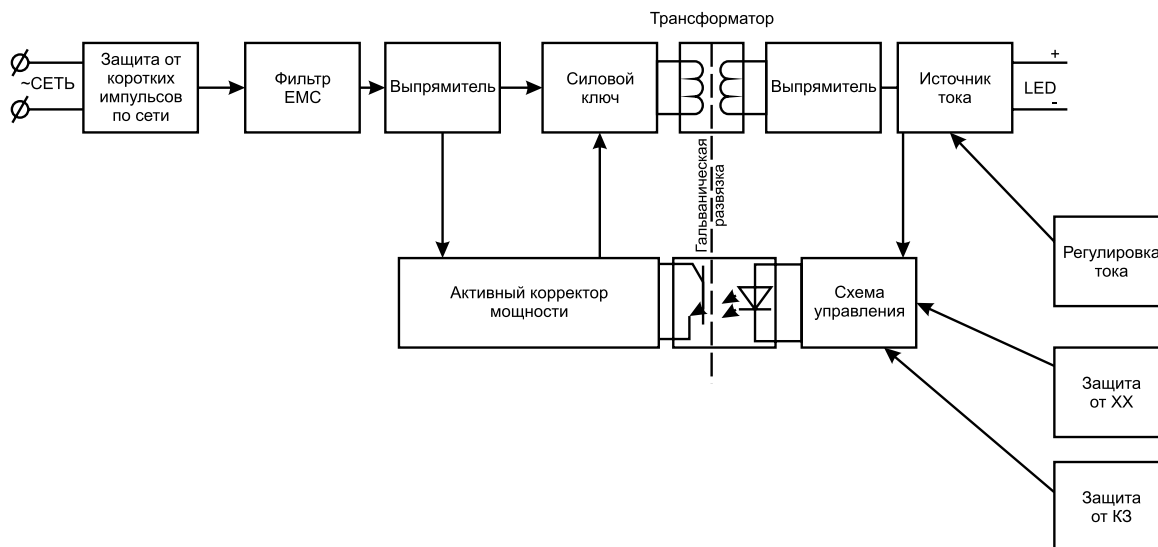 Трансформатор
~СЕТЬ
Защита от
коротких
импульсов
по сети
Фильтр
EMC
Выпрямитель
Силовой
ключ
Выпрямитель
Источник
тока
+
LED
-
Гальваническая
развязка
Регулировка
тока
Активный корректор
мощности
Схема
управления
Защита
от ХХ
Защита
от КЗ